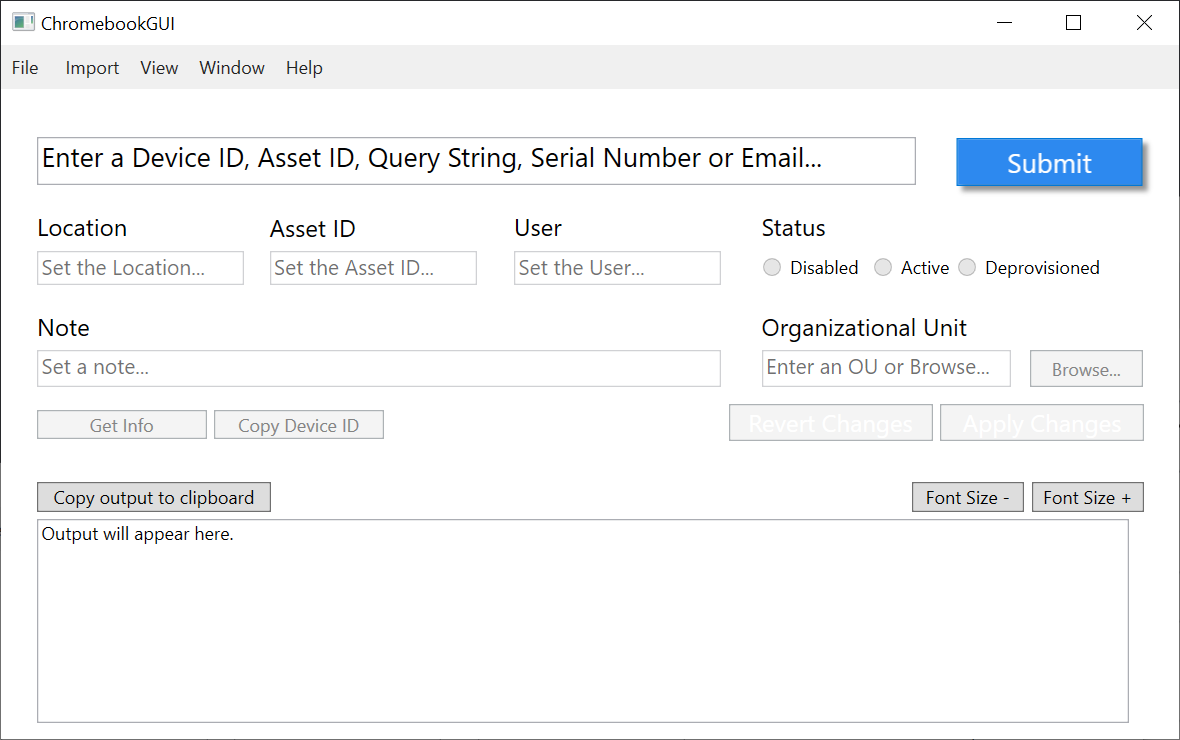 ChromebookGUI
File Import View Window Help
Enter a Device ID, Asset ID, Query String, Serial Number or Email... Submit
Location Asset ID User Status
Set the Location... Set the Asset ID... Set the User... Disabled Active Deprovisioned
Note Organizational Unit
Set a note... Enter an OU or Browse... Browse...
Get Info Copy Device ID Revert Changes Apply Changes
Copy output to clipboard Font Size - Font Size +
Output will appear here.